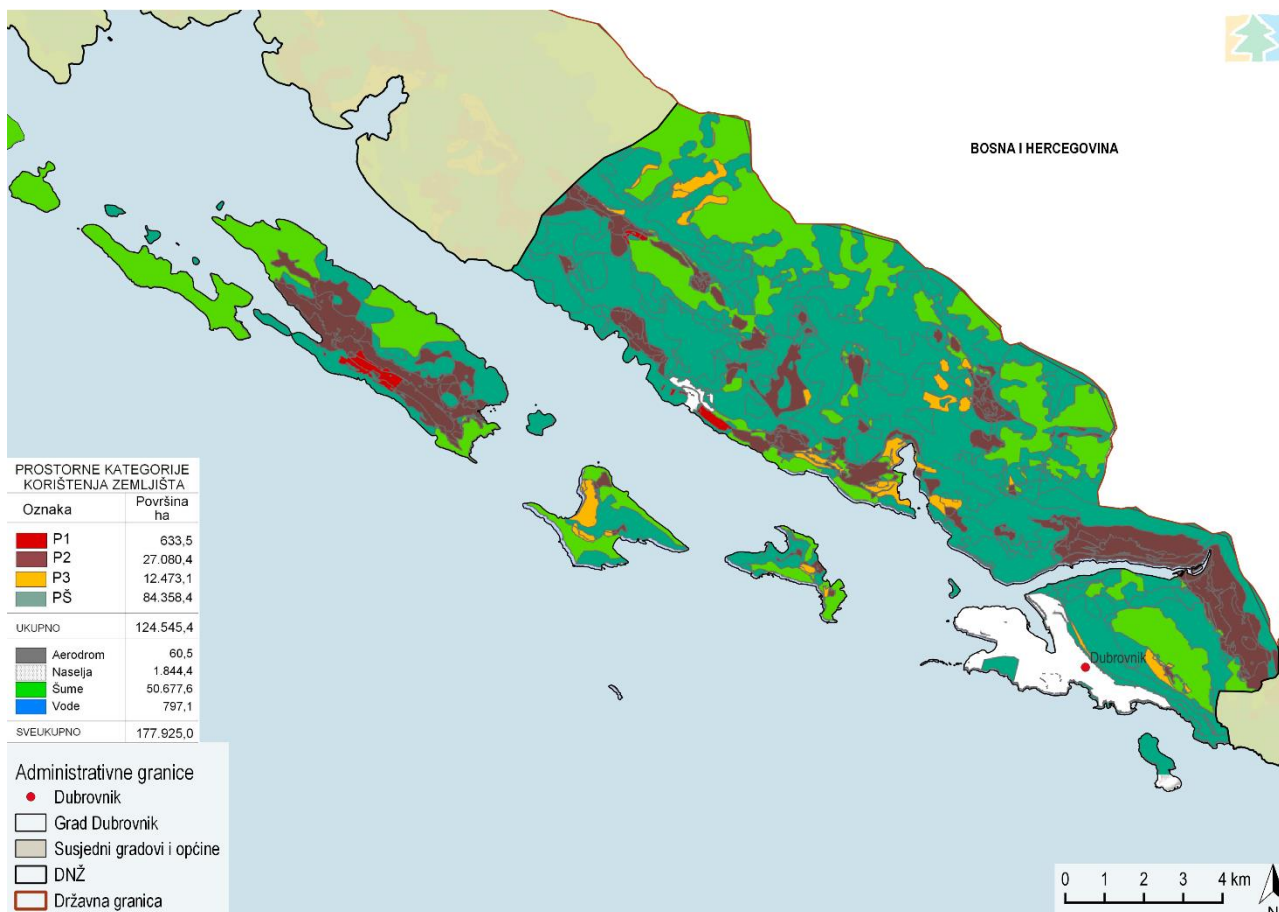 BOSNA I HERCEGOVINA
PROSTORNE KATEGORIJE
KORIŠTENJA ZEMLJIŠTA
Oznaka Površina
ha
P1 633,5
P2 27.080,4
P3 12.473,1
PŠ 84.358,4
UKUPNO 124.545,4
Aerodrom 60,5
Naselja 1.844,4
Šume 50.677,6
Vode 797,1
SVEUKUPNO 177.925,0
Dubrovnik
Administrativne granice
Dubrovnik
Grad Dubrovnik
Susjedni gradovi i općine
DNŽ
Državna granica
0 1 2 3 4 km
N